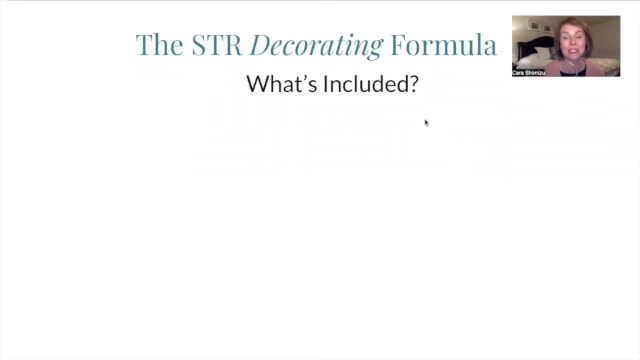 The STR Decorating Formula
What's Included?
Cara Shimizu